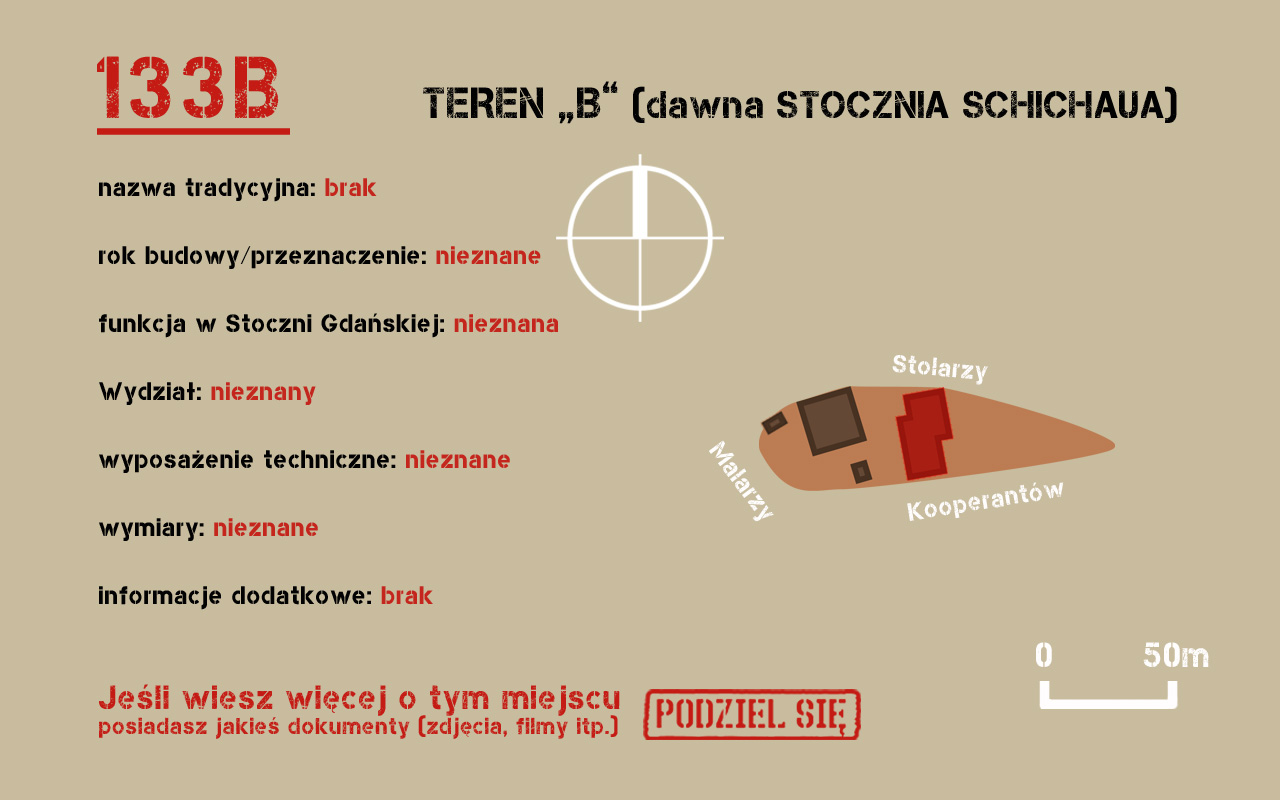 133B
TEREN „B“ (dawna STOCZNIA SCHICHAUA)
nazwa tradycyjna: brak
rok budowy/przeznaczenie: nieznane
funkcja w Stoczni Gdańskiej: nieznana
Wydział: nieznany
wyposażenie techniczne: nieznane
wymiary: nieznane
informacje dodatkowe: brak
Stolarzy
Malarzy
Kooperantów
0 50m
Jeśli wiesz więcej o tym miejscu
posiadasz jakieś dokumenty (zdjęcia, filmy itp.)
PODZIEL SIĘ